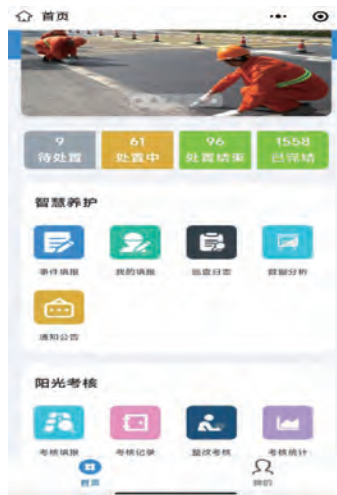 首页
9 61 96 1558
待处置 处置中 处置结束 已完结
智慧养护
事件填报 我的填报 巡查日志 数据分析
通知公告
阳光考核
考核填报 考核记录 整改考核 考核统计
首页 我的